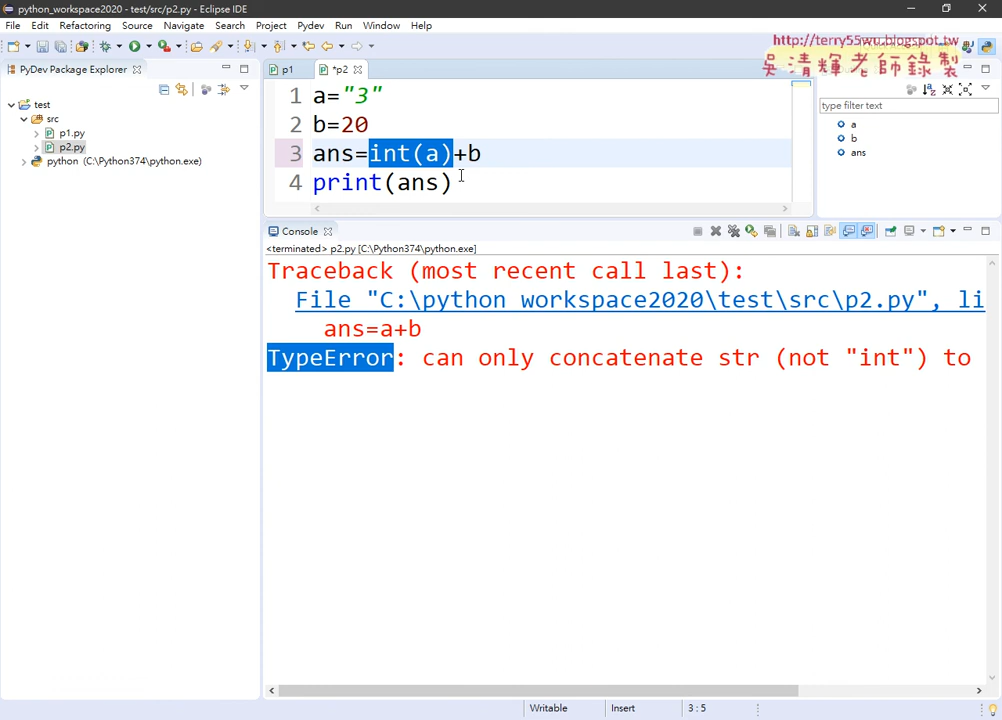 python_workspace2020 - test/src/p2.py - Eclipse IDE
File Edit Refactoring Source Navigate Search Project Pydev Run Window Help
http://terry55wu.blogspot.tw
吳清輝老師錄製
PyDev Package Explorer
p1
*p2
test
src
p1.py
p2.py
python (C:\Python374\python.exe)
1 a="3"
2 b=20
3 ans=int(a)+b
4 print(ans)
type filter text
a
b
ans
Console
<terminated> p2.py [C:\Python374\python.exe]
Traceback (most recent call last):
File "C:\python_workspace2020\test\src\p2.py", li
ans=a+b
TypeError: can only concatenate str (not "int") to
Writable Insert 3:5